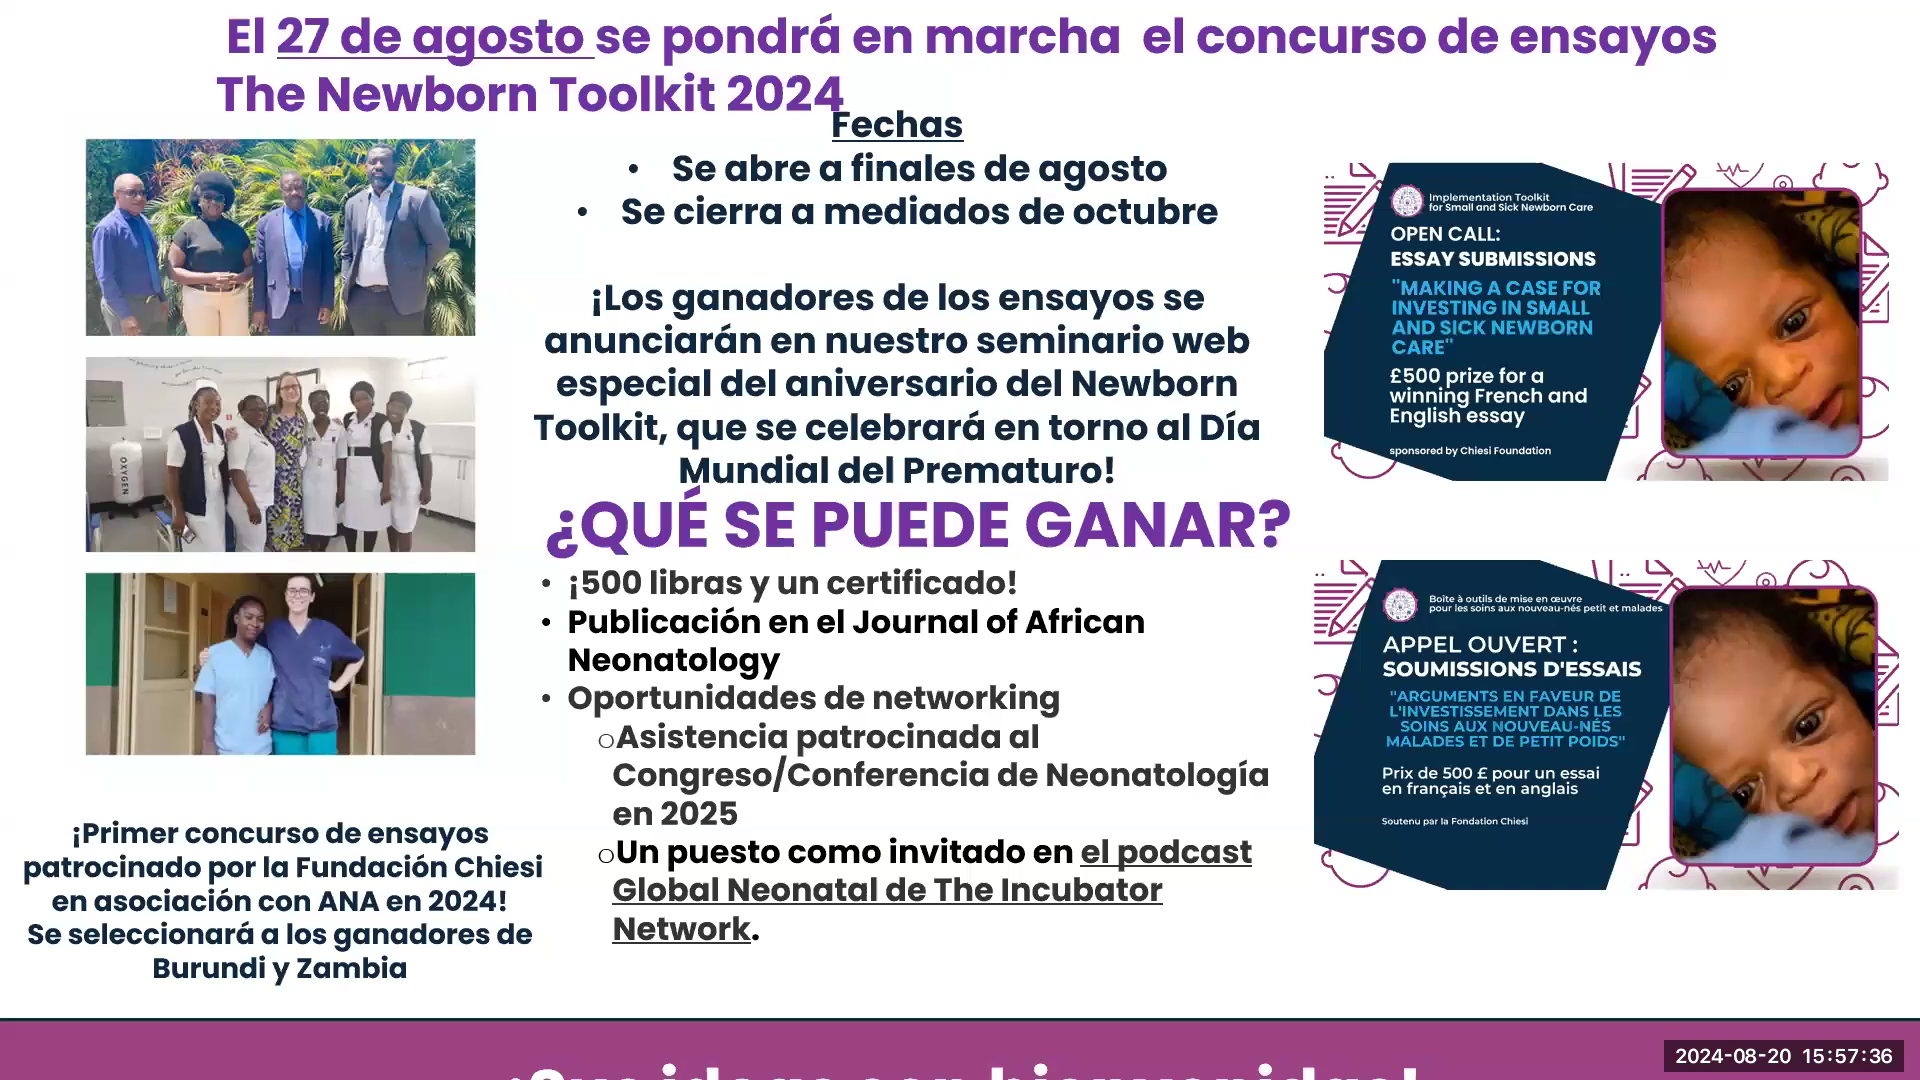 El 27 de agosto se pondrá en marcha el concurso de ensayos
The Newborn Toolkit 2024
Fechas
• Se abre a finales de agosto
• Se cierra a mediados de octubre
¡Los ganadores de los ensayos se
anunciarán en nuestro seminario web
especial del aniversario del Newborn
Toolkit, que se celebrará en torno al Día
Mundial del Prematuro!
¿QUÉ SE PUEDE GANAR?
• ¡500 libras y un certificado!
• Publicación en el Journal of African
Neonatology
• Oportunidades de networking
○Asistencia patrocinada al
Congreso/Conferencia de Neonatología
en 2025
○Un puesto como invitado en el podcast
Global Neonatal de The Incubator
Network.
OXYGEN
¡Primer concurso de ensayos
patrocinado por la Fundación Chiesi
en asociación con ANA en 2024!
Se seleccionará a los ganadores de
Burundi y Zambia
Implementation Toolkit
for Small and Sick Newborn Care
OPEN CALL:
ESSAY SUBMISSIONS
"MAKING A CASE FOR
INVESTING IN SMALL
AND SICK NEWBORN
CARE"
£500 prize for a
winning French and
English essay
sponsored by Chiesi Foundation
Boîte à outils de mise en œuvre
pour les soins aux nouveau-nés petit et malades
APPEL OUVERT :
SOUMISSIONS D'ESSAIS
"ARGUMENTS EN FAVEUR DE
L'INVESTISSEMENT DANS LES
SOINS AUX NOUVEAU-NÉS
MALADES ET DE PETIT POIDS"
Prix de 500 £ pour un essai
en français et en anglais
Soutenu par la Fondation Chiesi
2024-08-20 15:57:36